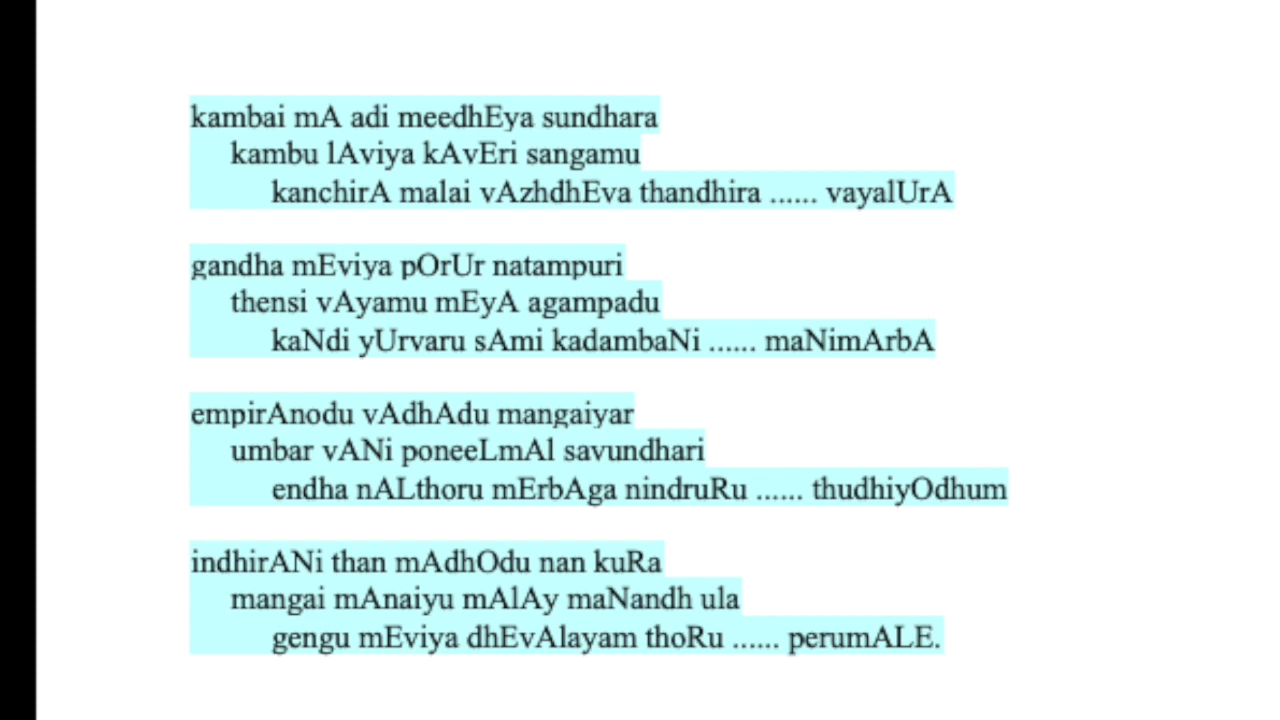 kambai mA adi meedhEya sundhara
kambu lAviya kAvEri sangamu
kanchirA malai vAzhdhEva thandhira ...... vayalUrA
gandha mEviya pOrUr natampuri
thensi vAyamu mEyA agampadu
kaNdi yUrvaru sAmi kadambaNi ...... maNimArbA
empirAnodu vAdhAdu mangaiyar
umbar vANi poneeLmAl savundhari
endha nALthoru mErbAga nindruRu ...... thudhiyOdhum
indhirANi than mAdhOdu nan kuRa
mangai mAnaiyu mAlAy maNandh ula
gengu mEviya dhEvAlayam thoRu ...... perumALE.